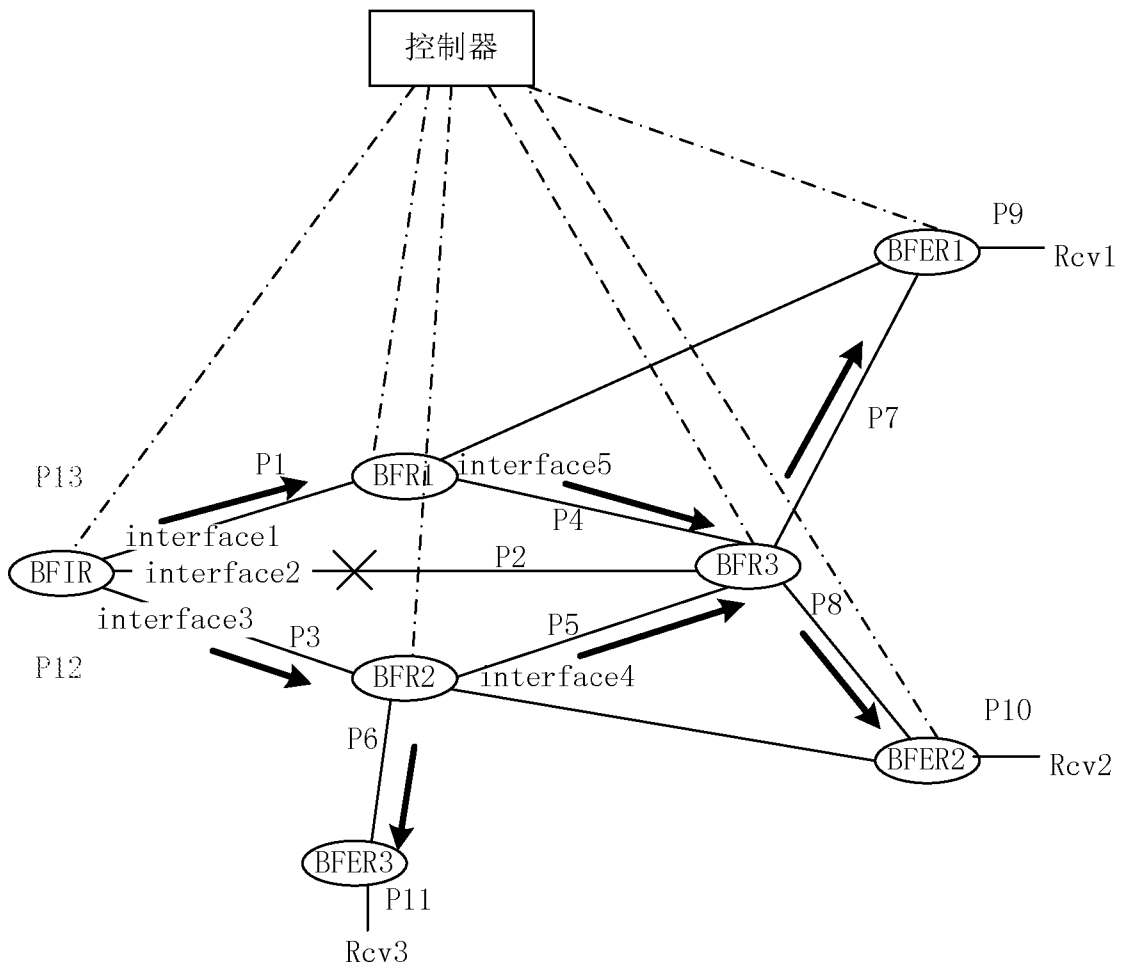 控制器
P9
BFER1
Rcv1
P7
P13
P1
BFR1
interface5
P4
interface1
BFIR
interface2
P2
BFR3
interface3
P3
P5
P8
P12
BFR2
interface4
P10
P6
BFER2
Rcv2
BFER3
P11
Rcv3